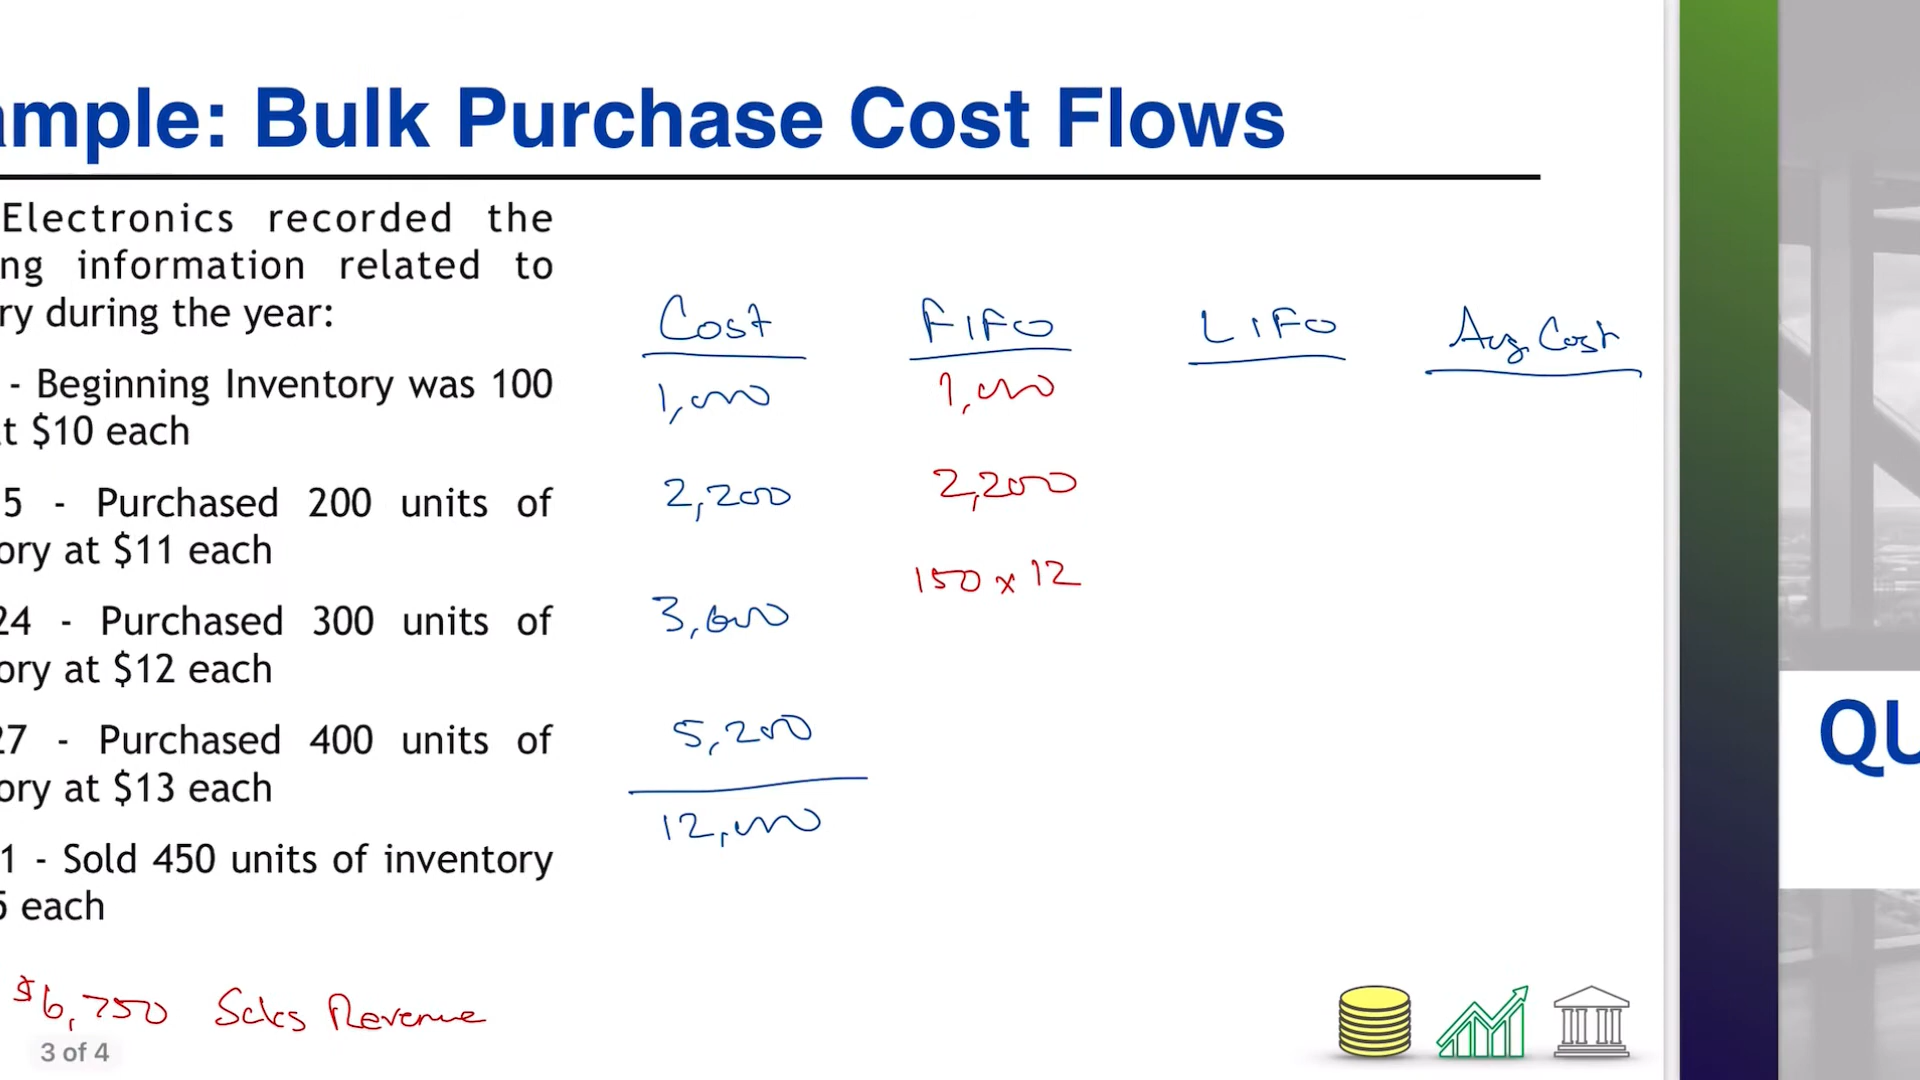 ample: Bulk Purchase Cost Flows
Electronics recorded the
ng information related to
ry during the year:
- Beginning Inventory was 100
t $10 each
5 - Purchased 200 units of
ory at $11 each
24 - Purchased 300 units of
ory at $12 each
27 - Purchased 400 units of
ory at $13 each
1 - Sold 450 units of inventory
5 each
$6,750 Sales Revenue
3 of 4
Cost FIFO LIFO Avg. Cost
1,000 1,000
2,200 2,200
150 x 12
3,600
5,200
12,000
QU